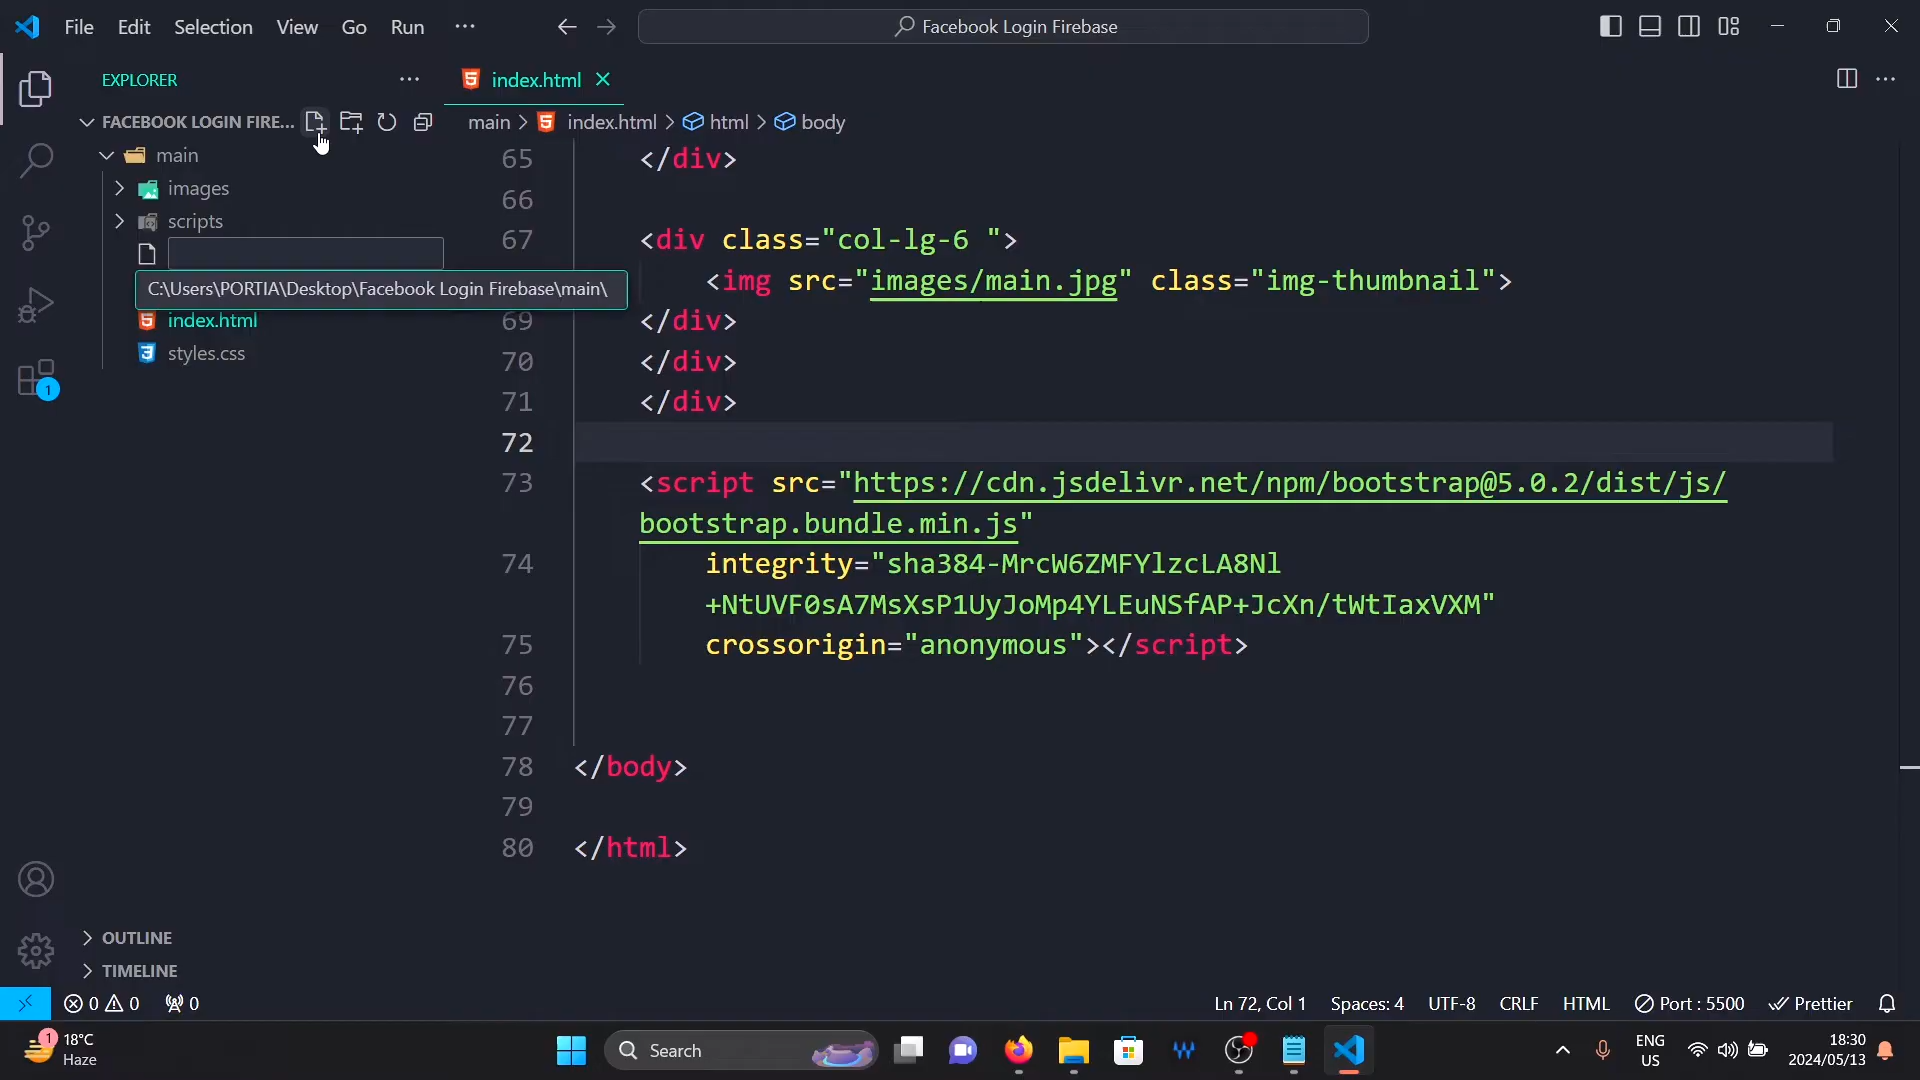 File Edit Selection View Go Run ···
Facebook Login Firebase
EXPLORER ···
index.html
FACEBOOK LOGIN FIRE...
main > index.html > html > body
main
images
scripts
C:\Users\PORTIA\Desktop\Facebook Login Firebase\main\
index.html
styles.css
65 </div>
66
67 <div class="col-lg-6 ">
<img src="images/main.jpg" class="img-thumbnail">
69 </div>
70 </div>
71 </div>
72
73 <script src="https://cdn.jsdelivr.net/npm/bootstrap@5.0.2/dist/js/
bootstrap.bundle.min.js"
74 integrity="sha384-MrcW6ZMFYlzcLA8Nl
+NtUVF0sA7MsXsP1UyJoMp4YLEuNSfAP+JcXn/tWtIaxVXM"
75 crossorigin="anonymous"></script>
76
77
78 </body>
79
80 </html>
1
OUTLINE
TIMELINE
0 0 0
Ln 72, Col 1 Spaces: 4 UTF-8 CRLF HTML Port : 5500 Prettier
1
18°C
Haze
Search
ENG
US
18:30
2024/05/13